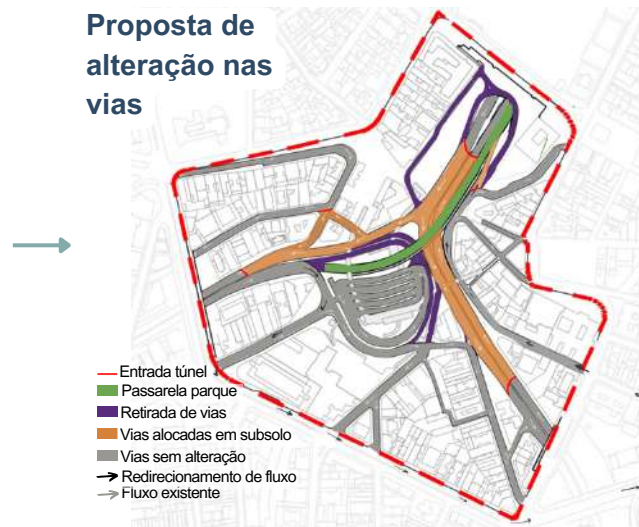 Proposta de
alteração nas
vias
Entrada túnel
Passarela parque
Retirada de vias
Vias alocadas em subsolo
Vias sem alteração
Redirecionamento de fluxo
Fluxo existente